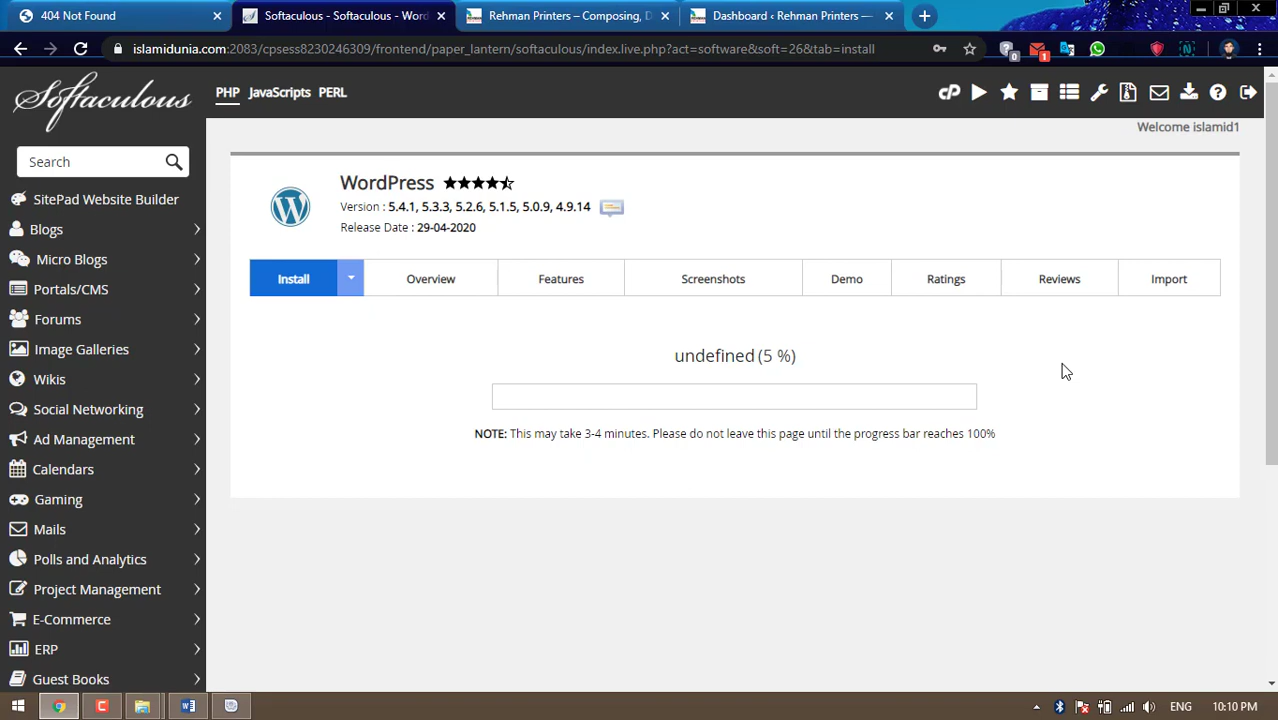 404 Not Found
Softaculous - Softaculous - Wor
Rehman Printers – Composing, D
Dashboard ‹ Rehman Printers —
islamidunia.com:2083/cpsess8230246309/frontend/paper_lantern/softaculous/index.live.php?act=software&soft=26&tab=install
0
1
Softaculous
PHP JavaScripts PERL
cP
Welcome islamid1
Search
SitePad Website Builder
Blogs
Micro Blogs
Portals/CMS
Forums
Image Galleries
Wikis
Social Networking
Ad Management
Calendars
Gaming
Mails
Polls and Analytics
Project Management
E-Commerce
ERP
Guest Books
WordPress
Version : 5.4.1, 5.3.3, 5.2.6, 5.1.5, 5.0.9, 4.9.14
Release Date : 29-04-2020
Install Overview Features Screenshots Demo Ratings Reviews Import
undefined (5 %)
NOTE: This may take 3-4 minutes. Please do not leave this page until the progress bar reaches 100%
ENG 10:10 PM